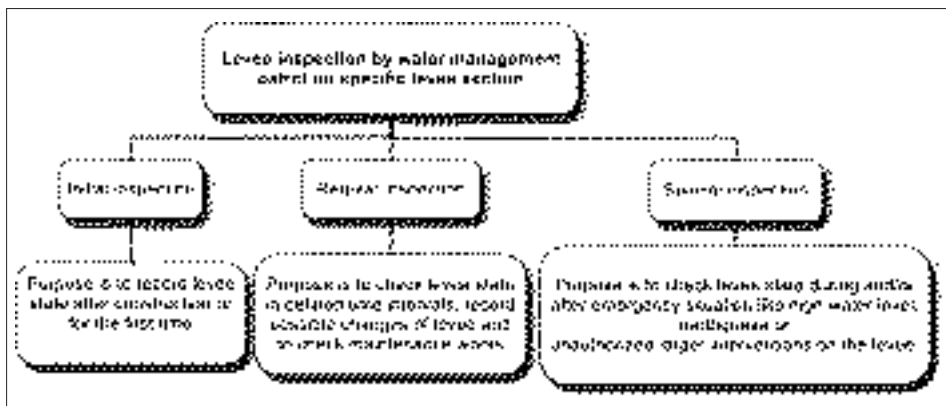 Levee inspection by water management
patrol on specific levee section
Initial inspection
Regular inspection
Special inspection
Purpose is to record levee
state after construction or
for the first time
Purpose is to check levee state
in defined time intervals, record
possible changes of levee and
to check maintenance works
Purpose is to check levee state during and/or
after emergency situation like high water level,
earthquake or
unauthorized larger interventions on the levee